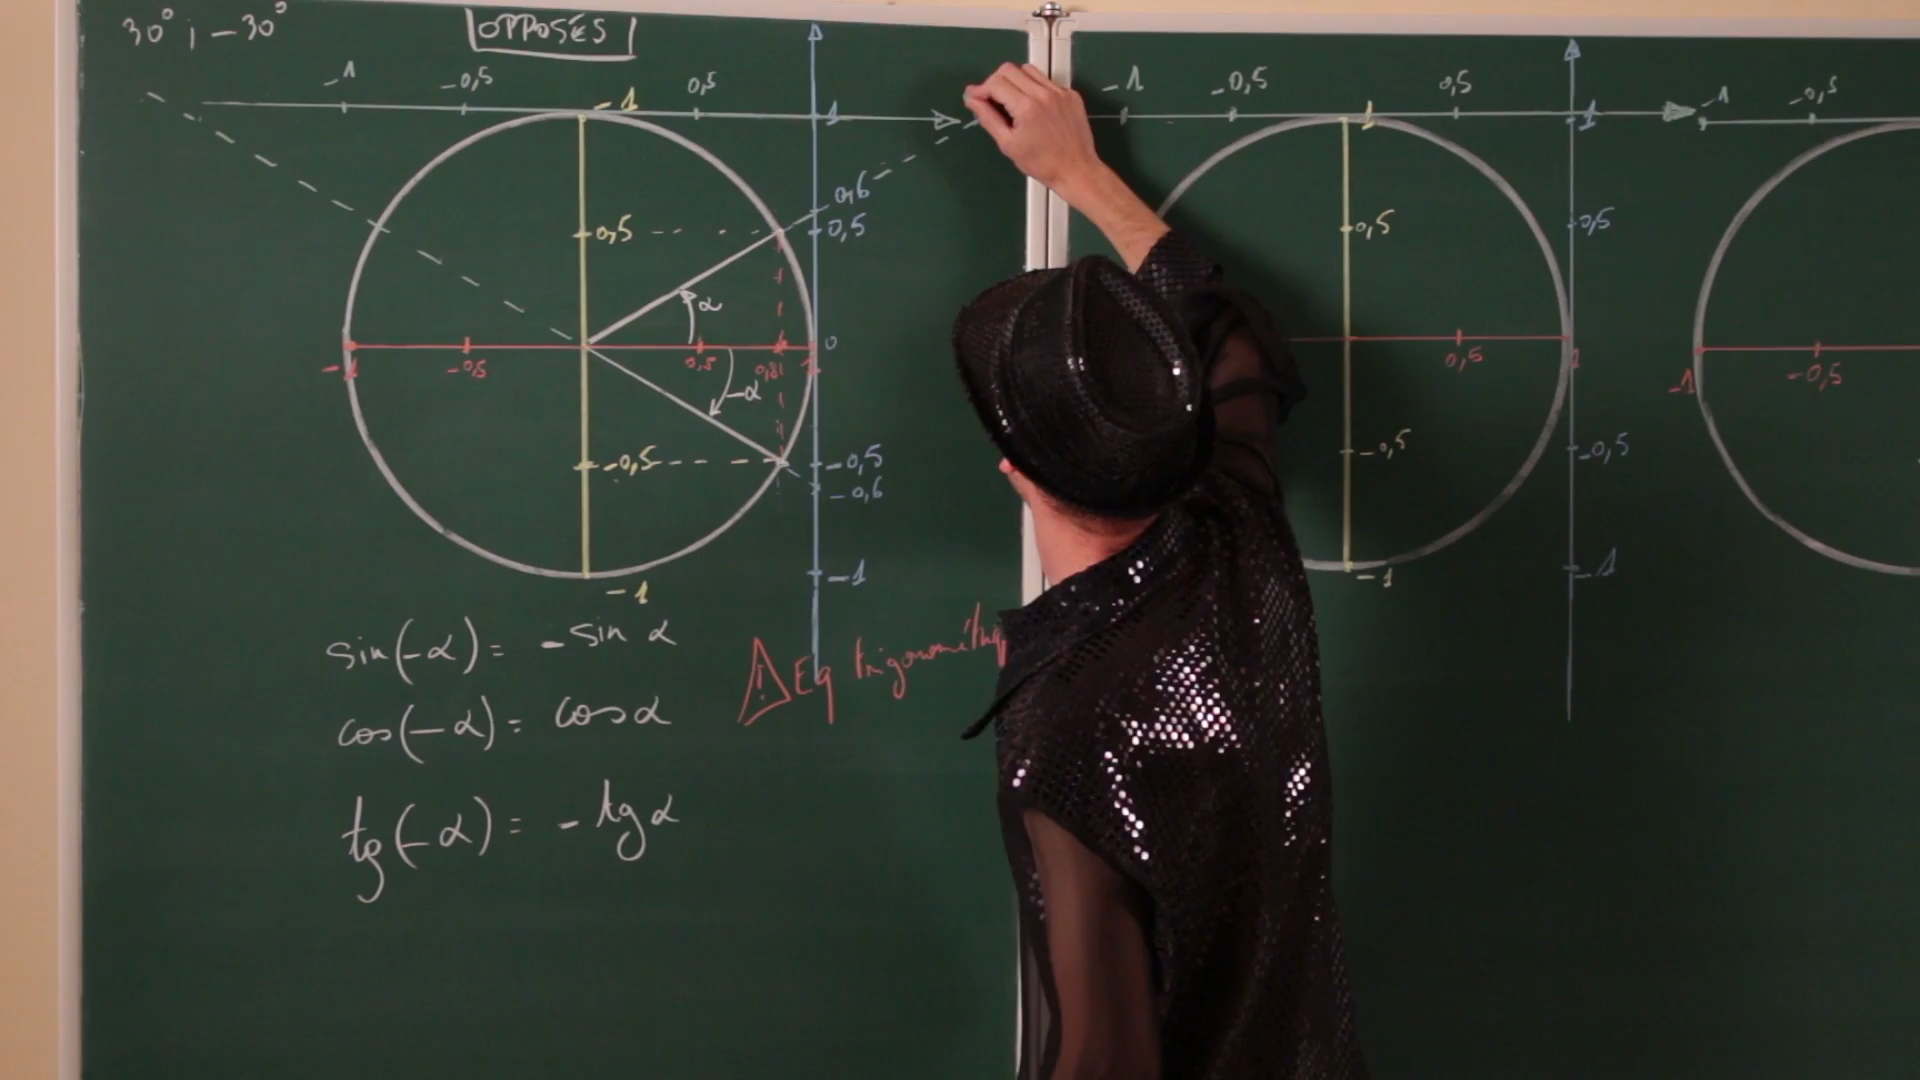 30° ; -30°
OPPOSÉS
-1 -0,5 -1 0,5 1
0,6
0,5 0,5
α
-1 -0,5 0,5 1 0
-α
-0,5 -0,5
-0,6
-1 -1
sin(-α) = -sin α
cos(-α) = cos α
tg(-α) = -tg α
! Eq
-1 -0,5 1 0,5 1
0,5 0,5
0,5 1
-0,5 -0,5
-1 -1
-1 -0,5
-1 -0,5